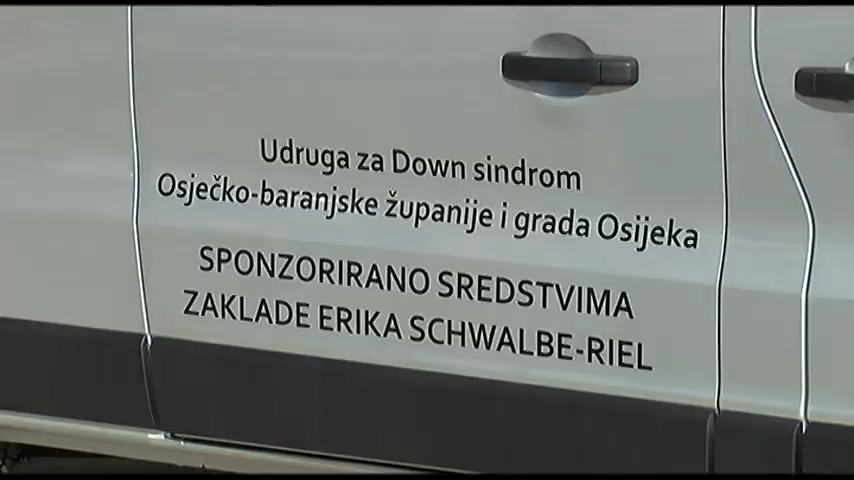 Udruga za Down sindrom
Osječko-baranjske županije i grada Osijeka
SPONZORIRANO SREDSTVIMA
ZAKLADE ERIKA SCHWALBE-RIEL